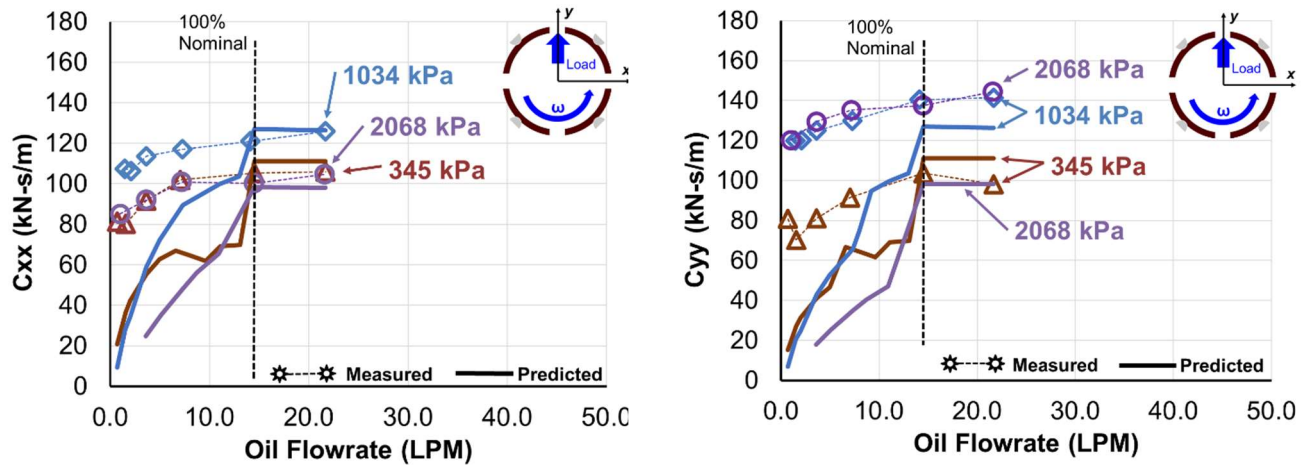 180
160
140
120
100
80
60
40
20
0
Cxx (kN-s/m)
100%
Nominal
y
Load
x
ω
1034 kPa
2068 kPa
345 kPa
Measured
Predicted
0.0 10.0 20.0 30.0 40.0 50.0
Oil Flowrate (LPM)
180
160
140
120
100
80
60
40
20
0
Cyy (kN-s/m)
100%
Nominal
y
Load
x
ω
2068 kPa
1034 kPa
345 kPa
2068 kPa
Measured
Predicted
0.0 10.0 20.0 30.0 40.0 50.0
Oil Flowrate (LPM)